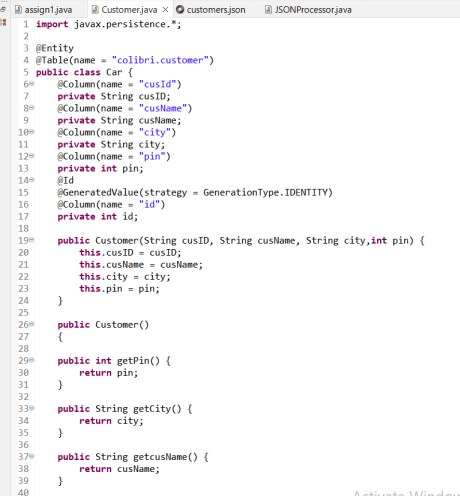 assign1.java Customer.java customers.json JSONProcessor.java
1 import javax.persistence.*;
2
3 @Entity
4 @Table(name = "colibri.customer")
5 public class Car {
6 @Column(name = "cusId")
7 private String cusID;
8 @Column(name = "cusName")
9 private String cusName;
10 @Column(name = "city")
11 private String city;
12 @Column(name = "pin")
13 private int pin;
14 @Id
15 @GeneratedValue(strategy = GenerationType.IDENTITY)
16 @Column(name = "id")
17 private int id;
18
19 public Customer(String cusID, String cusName, String city,int pin) {
20 this.cusID = cusID;
21 this.cusName = cusName;
22 this.city = city;
23 this.pin = pin;
24 }
25
26 public Customer()
27 {
28
29 public int getPin() {
30 return pin;
31 }
32
33 public String getCity() {
34 return city;
35 }
36
37 public String getcusName() {
38 return cusName;
39 }
40
Activate Window